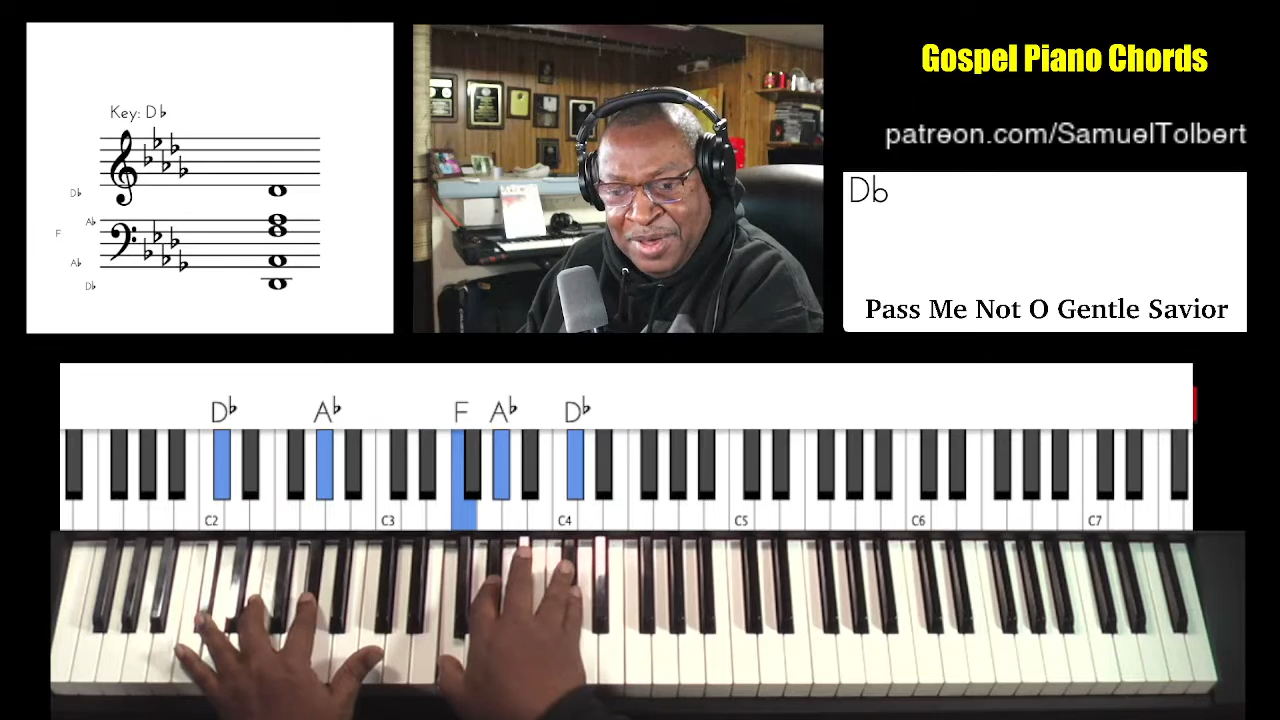 Key: D♭
D♭
A♭
F
A♭
D♭
Gospel Piano Chords
patreon.com/SamuelTolbert
Db
Pass Me Not O Gentle Savior
D♭ A♭ F A♭ D♭
C2 C3 C4 C5 C6 C7